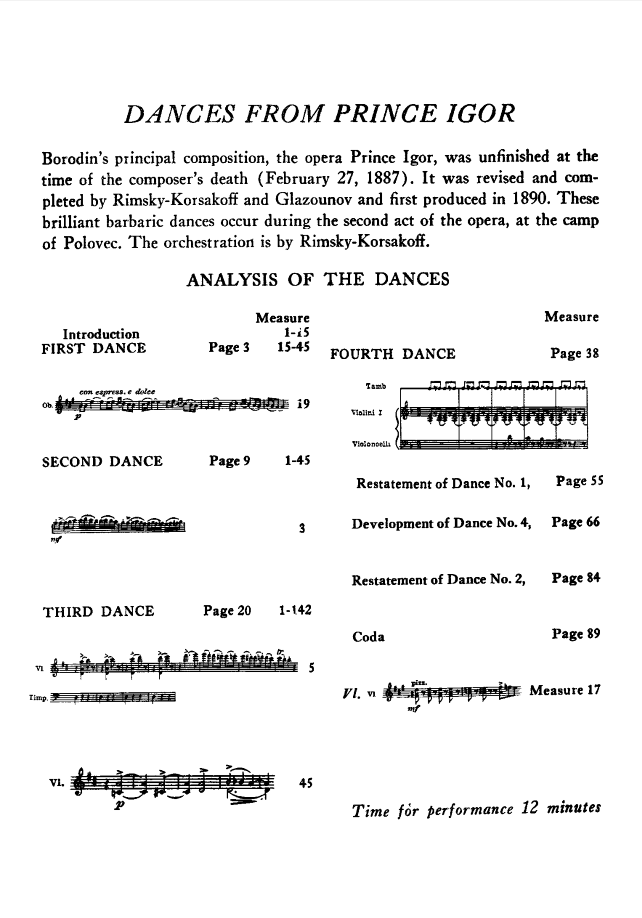 DANCES FROM PRINCE IGOR
Borodin's principal composition, the opera Prince Igor, was unfinished at the
time of the composer's death (February 27, 1887). It was revised and com-
pleted by Rimsky-Korsakoff and Glazounov and first produced in 1890. These
brilliant barbaric dances occur during the second act of the opera, at the camp
of Polovec. The orchestration is by Rimsky-Korsakoff.
ANALYSIS OF THE DANCES
Measure
Introduction 1-15
FIRST DANCE Page 3 15-45
con espress. e dolce
Ob. 19
p
SECOND DANCE Page 9 1-45
3
mf
THIRD DANCE Page 20 1-142
Vl 5
Timp.
Vl. 45
p
Measure
FOURTH DANCE Page 38
Tamb
Violini I
Violoncelli
Restatement of Dance No. 1, Page 55
Development of Dance No. 4, Page 66
Restatement of Dance No. 2, Page 84
Coda Page 89
pizz.
Vl. Vl Measure 17
mf
Time for performance 12 minutes